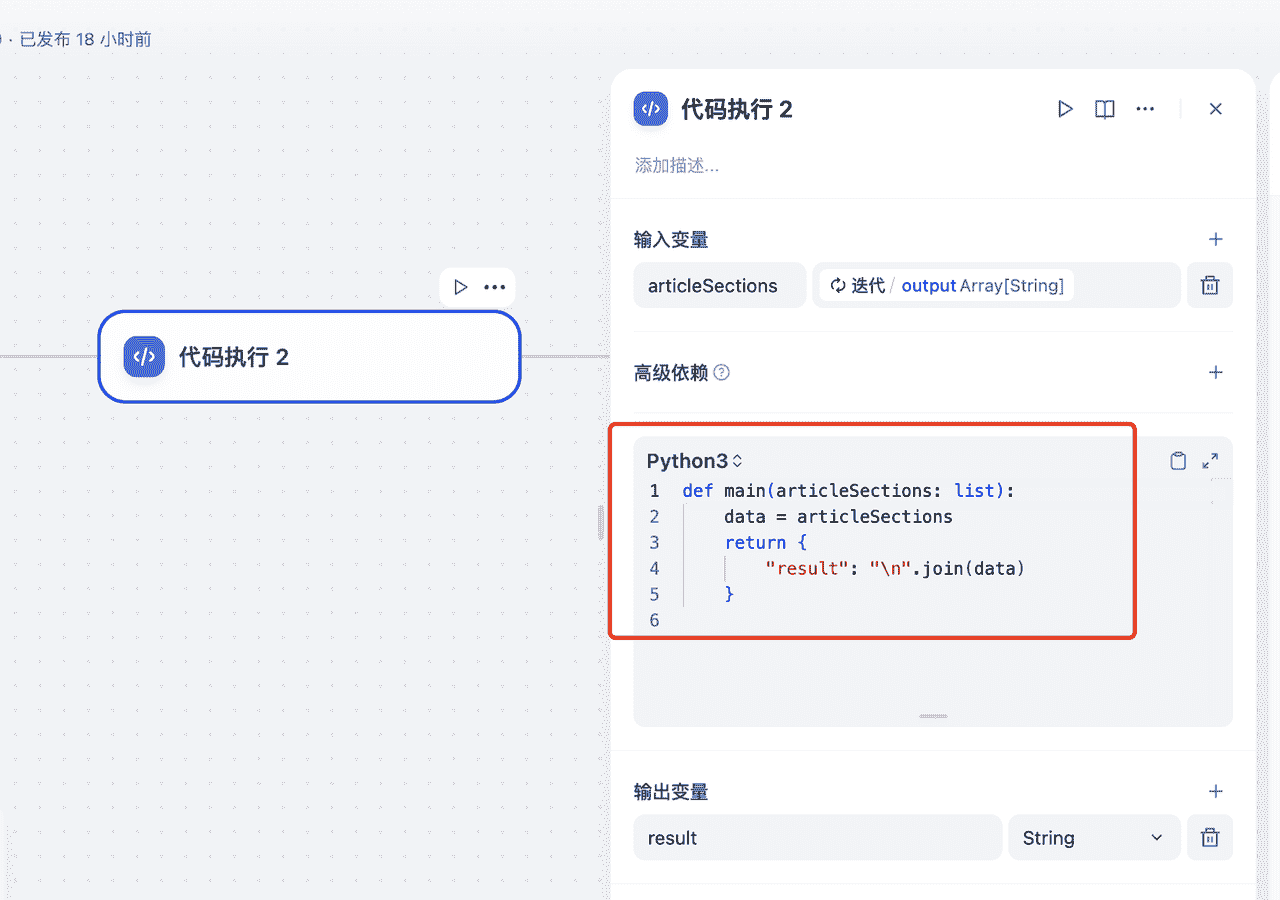 · 已发布 18 小时前
代码执行 2
代码执行 2
添加描述...
输入变量
articleSections 迭代 / output Array[String]
高级依赖
Python3
1 def main(articleSections: list):
2     data = articleSections
3     return {
4         "result": "\n".join(data)
5     }
6
输出变量
result String